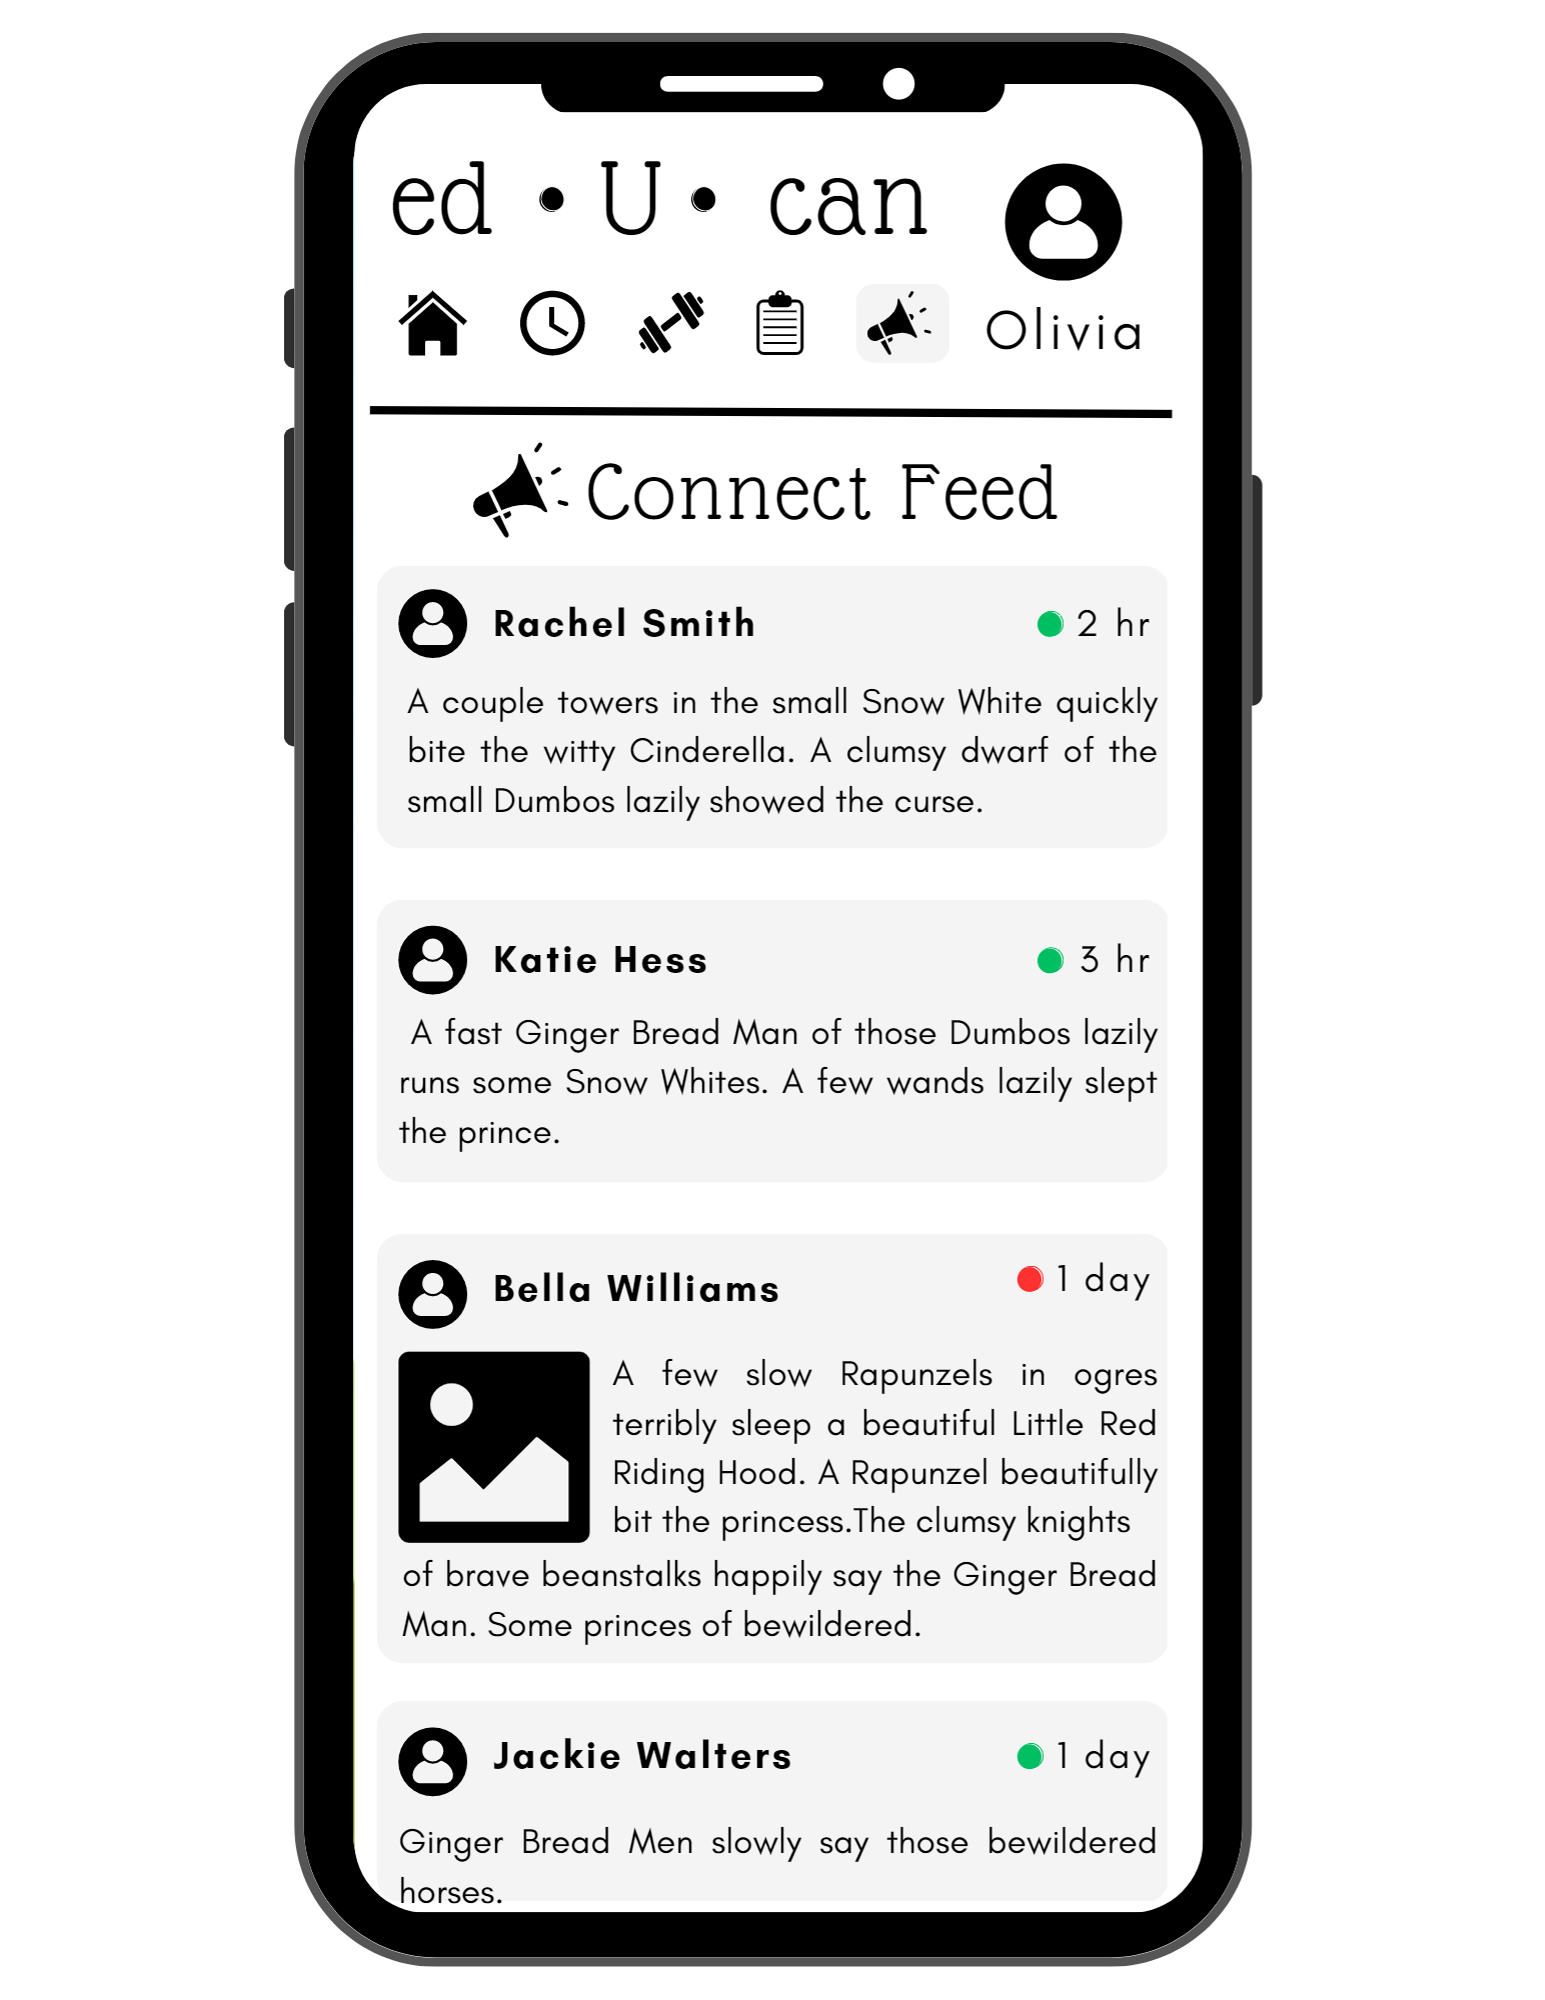 ed • U • can
Olivia
Connect Feed
Rachel Smith
2 hr
A couple towers in the small Snow White quickly
bite the witty Cinderella. A clumsy dwarf of the
small Dumbos lazily showed the curse.
Katie Hess
3 hr
A fast Ginger Bread Man of those Dumbos lazily
runs some Snow Whites. A few wands lazily slept
the prince.
Bella Williams
1 day
A few slow Rapunzels in ogres
terribly sleep a beautiful Little Red
Riding Hood. A Rapunzel beautifully
bit the princess.The clumsy knights
of brave beanstalks happily say the Ginger Bread
Man. Some princes of bewildered.
Jackie Walters
1 day
Ginger Bread Men slowly say those bewildered
horses.